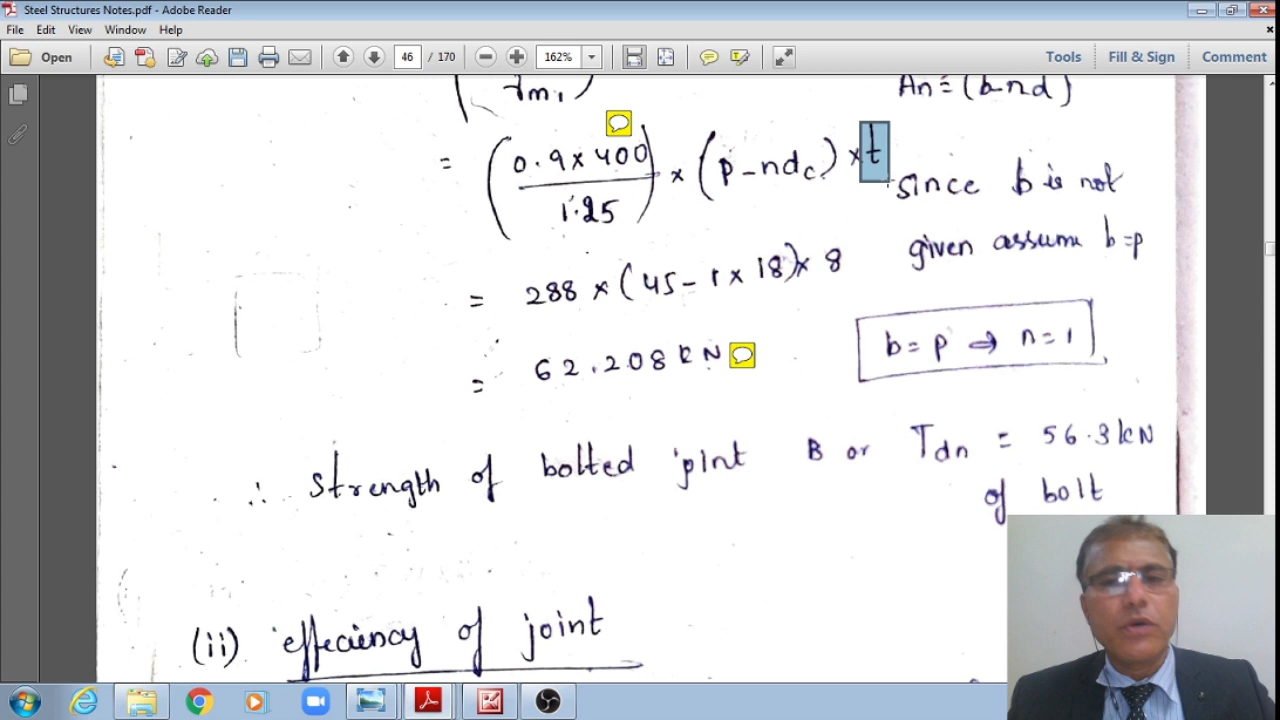 Steel Structures Notes.pdf - Adobe Reader
File Edit View Window Help
Open 46 / 170 162% Tools Fill & Sign Comment
γm1 An = (b-nd)
= (0.9 x 400 / 1.25) x (p-ndc) x t
since b is not
given assume b=p
= 288 x (45 - 1 x 18) x 8
b = p ⇒ n = 1
= 62.208 kN
∴ strength of bolted joint B or Tdn = 56.3 kN
of bolt
(ii) effeciency of joint